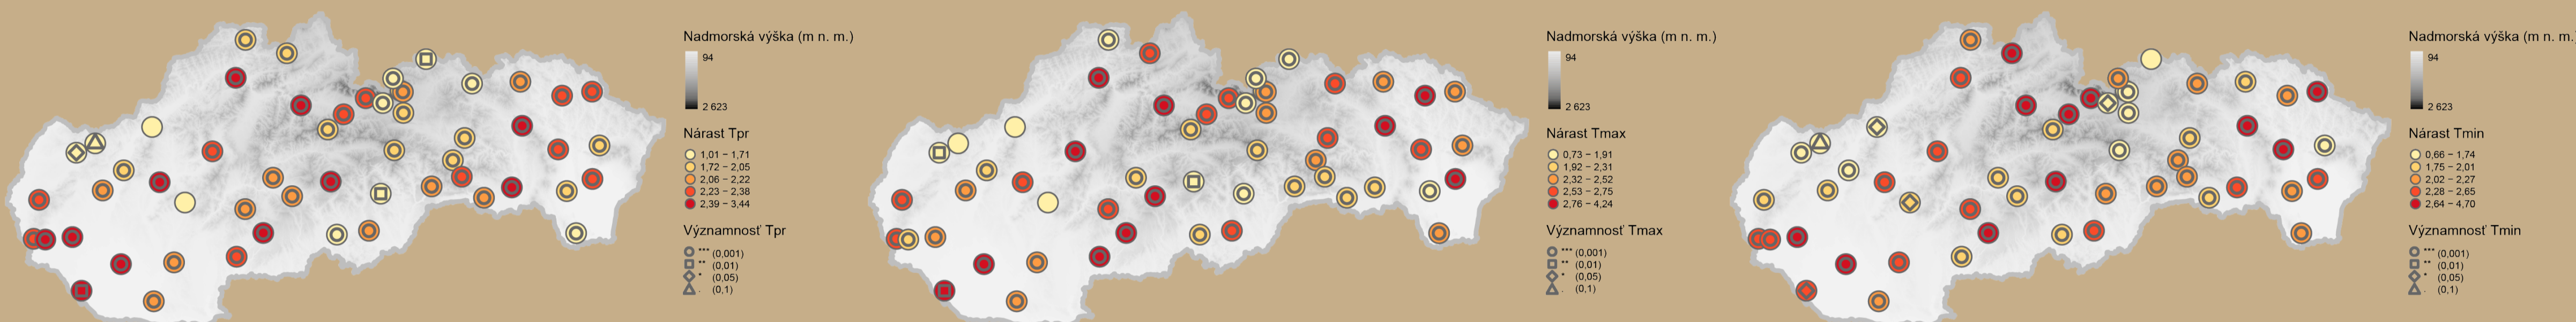 Nadmorská výška (m n. m.)
94
2 623
Nárast Tpr
1,01 – 1,71
1,72 – 2,05
2,06 – 2,22
2,23 – 2,38
2,39 – 3,44
Významnosť Tpr
*** (0,001)
** (0,01)
* (0,05)
. (0,1)
Nadmorská výška (m n. m.)
94
2 623
Nárast Tmax
0,73 – 1,91
1,92 – 2,31
2,32 – 2,52
2,53 – 2,75
2,76 – 4,24
Významnosť Tmax
*** (0,001)
** (0,01)
* (0,05)
. (0,1)
Nadmorská výška (m n. m.
94
2 623
Nárast Tmin
0,66 – 1,74
1,75 – 2,01
2,02 – 2,27
2,28 – 2,65
2,64 – 4,70
Významnosť Tmin
*** (0,001)
** (0,01)
* (0,05)
. (0,1)